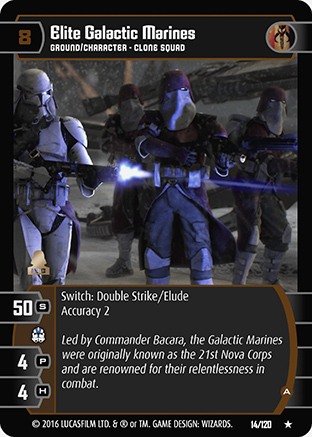 8
Elite Galactic Marines
GROUND/CHARACTER - CLONE SQUAD
50 S
Switch: Double Strike/Elude
Accuracy 2
4 P
4 H
Led by Commander Bacara, the Galactic Marines
were originally known as the 21st Nova Corps
and are renowned for their relentlessness in
combat.
A
© 2016 LUCASFILM LTD. & ® or TM. GAME DESIGN: WIZARDS. 14/120 ★